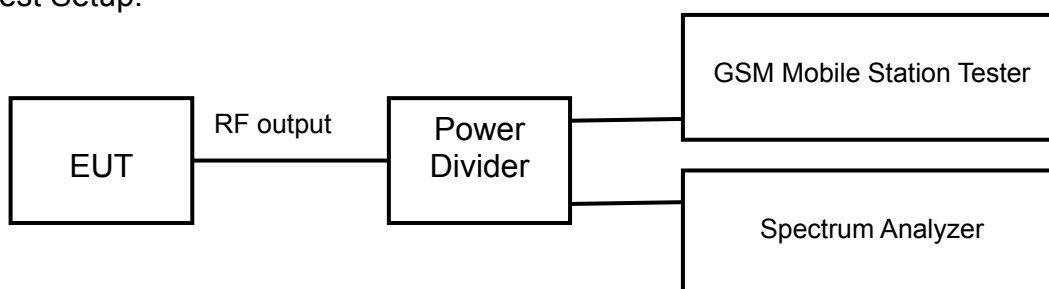 est Setup:
EUT
RF output
Power
Divider
GSM Mobile Station Tester
Spectrum Analyzer